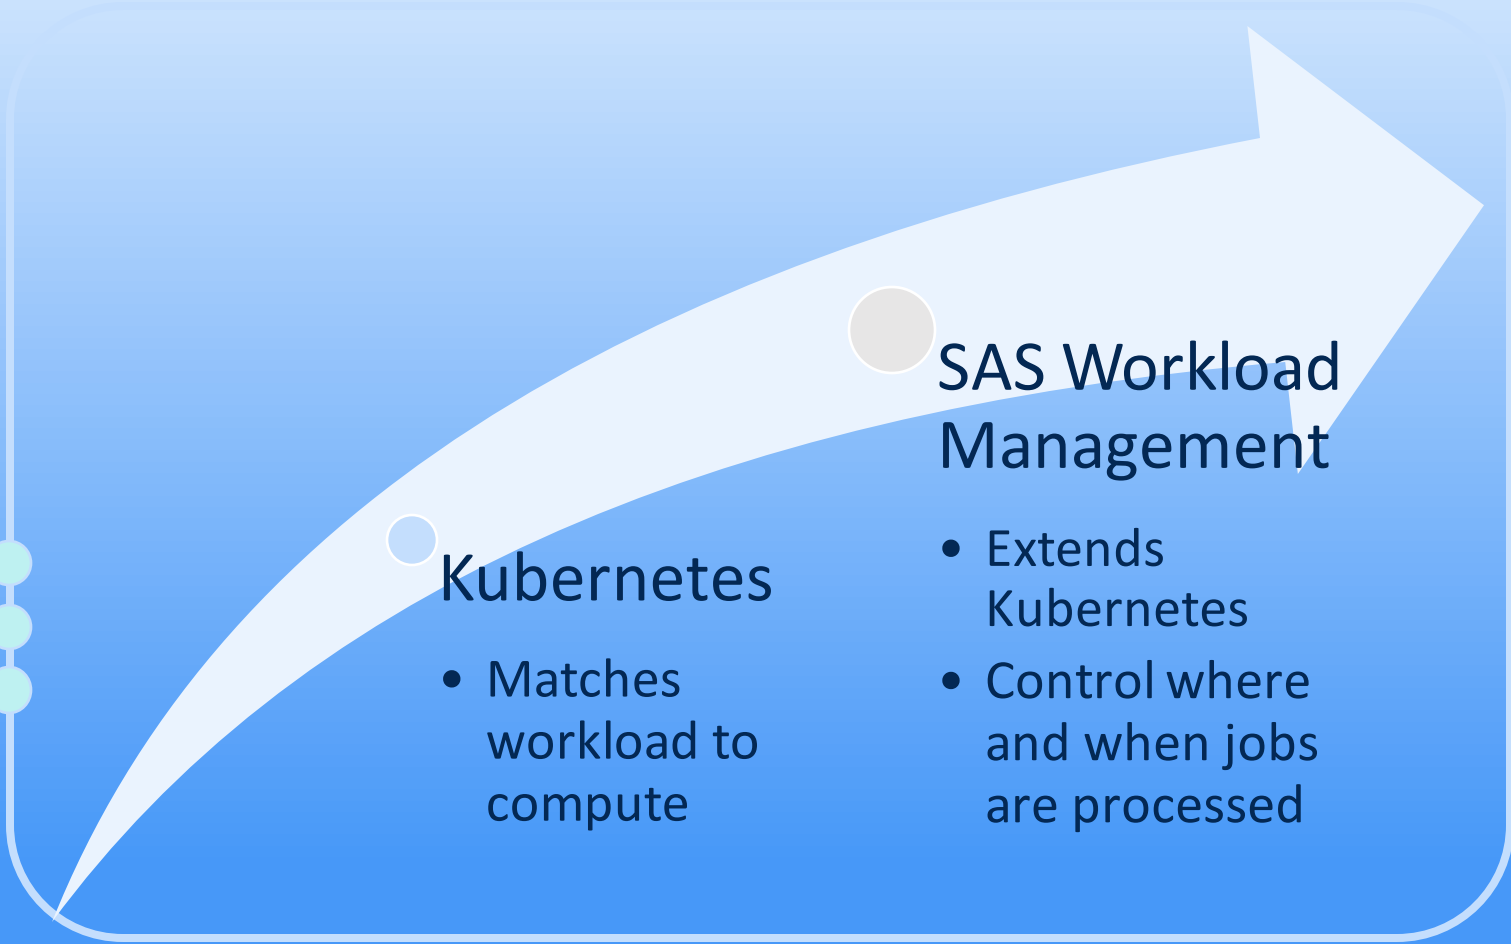 Kubernetes
• Matches
workload to
compute
SAS Workload
Management
• Extends
Kubernetes
• Control where
and when jobs
are processed